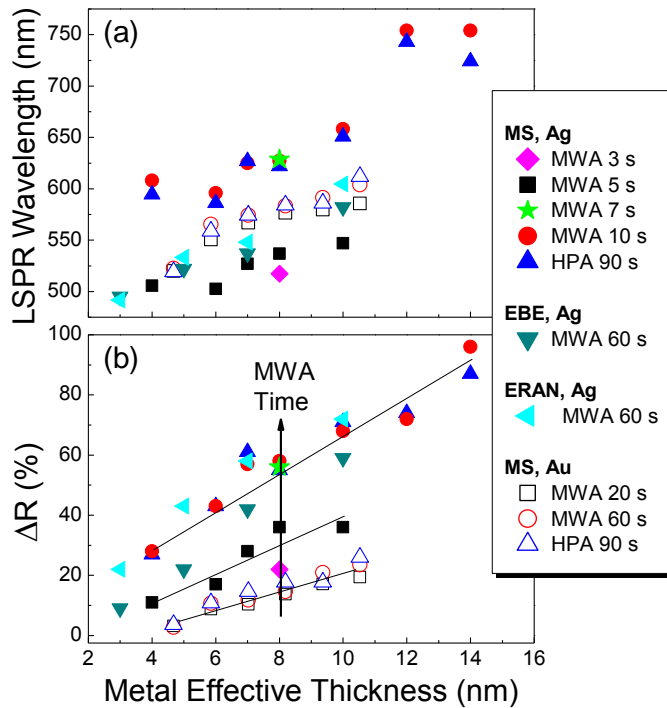 (a)
LSPR Wavelength (nm)
750
700
650
600
550
500
(b)
MWA
Time
ΔR (%)
100
80
60
40
20
0
2 4 6 8 10 12 14 16
Metal Effective Thickness (nm)
MS, Ag
MWA 3 s
MWA 5 s
MWA 7 s
MWA 10 s
HPA 90 s
EBE, Ag
MWA 60 s
ERAN, Ag
MWA 60 s
MS, Au
MWA 20 s
MWA 60 s
HPA 90 s